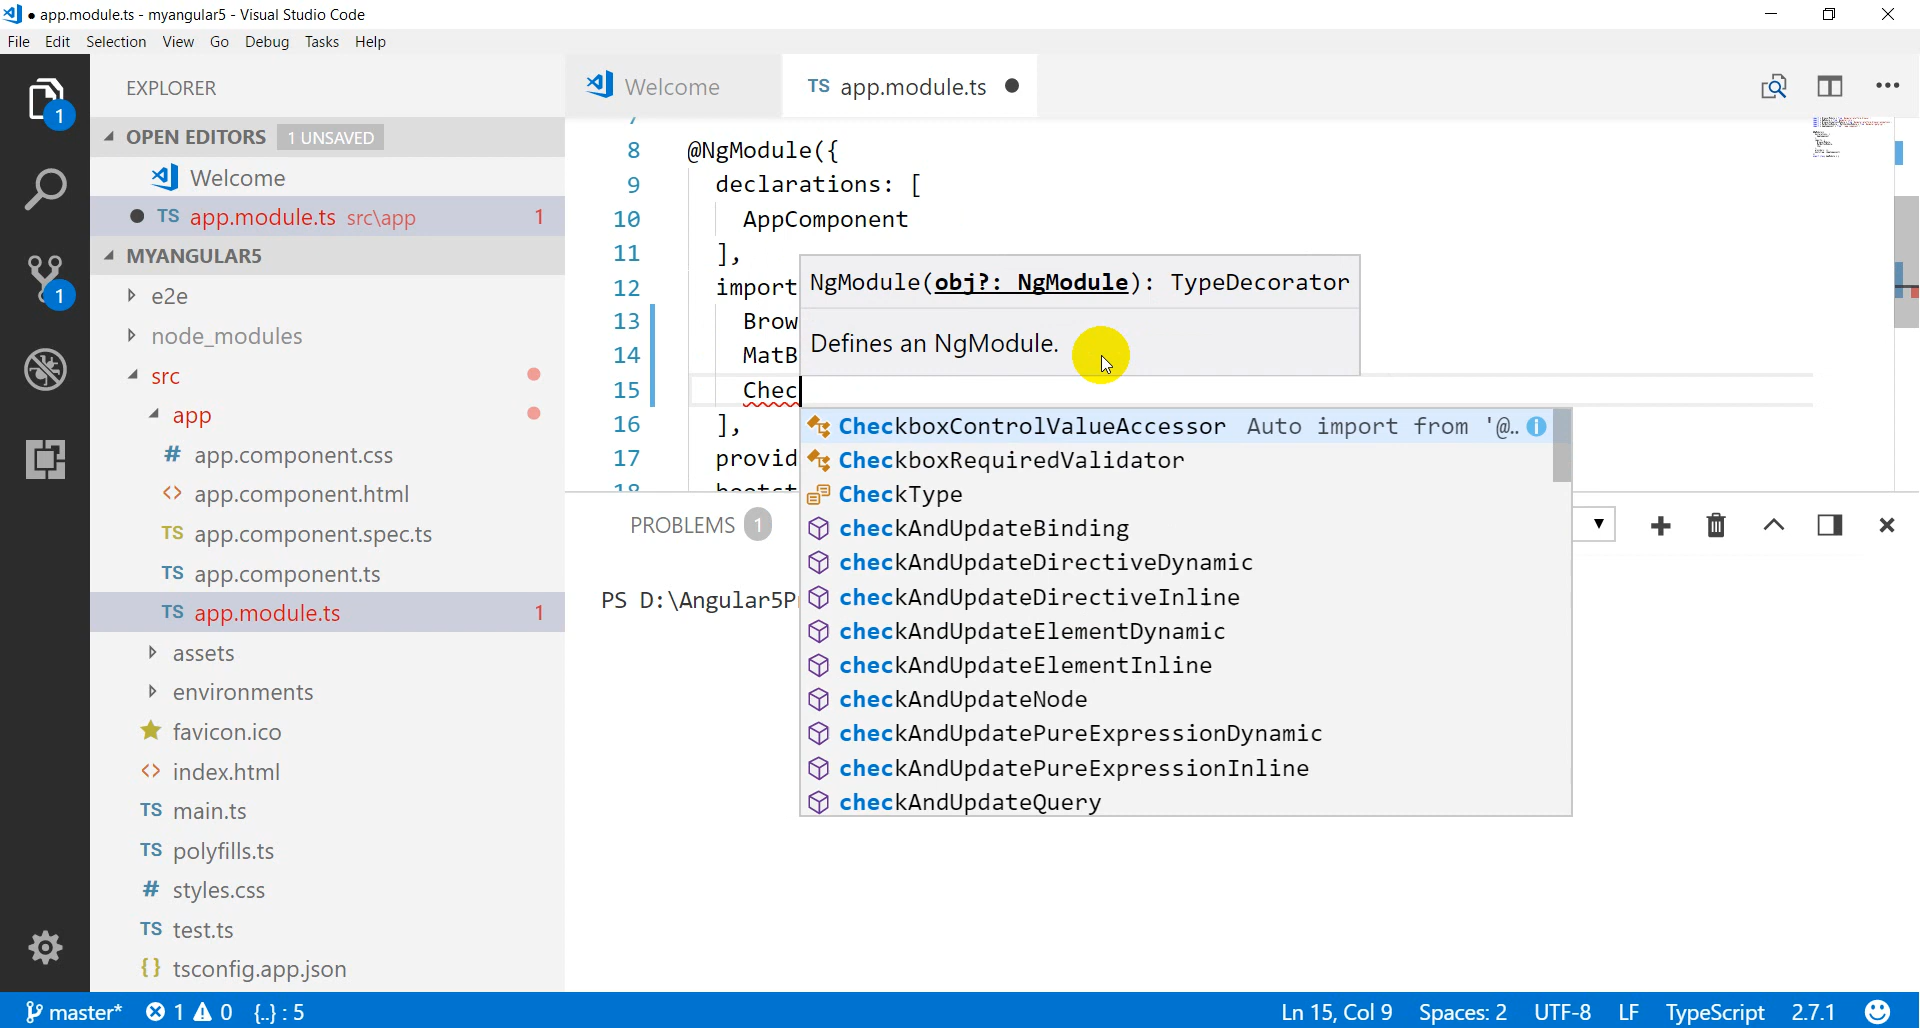 ● app.module.ts - myangular5 - Visual Studio Code
File Edit Selection View Go Debug Tasks Help
EXPLORER
OPEN EDITORS 1 UNSAVED
Welcome
TS app.module.ts src\app 1
MYANGULAR5
e2e
node_modules
src
app
# app.component.css
<> app.component.html
TS app.component.spec.ts
TS app.component.ts
TS app.module.ts 1
assets
environments
favicon.ico
<> index.html
TS main.ts
TS polyfills.ts
# styles.css
TS test.ts
{} tsconfig.app.json
1
1
Welcome
TS app.module.ts ●
8 @NgModule({
9 declarations: [
10 AppComponent
11 ],
12 import
13 Brow
14 MatB
15 Chec
16 ],
17 provid
18 bootst
NgModule(obj?: NgModule): TypeDecorator
Defines an NgModule.
CheckboxControlValueAccessor Auto import from '@..
CheckboxRequiredValidator
CheckType
checkAndUpdateBinding
checkAndUpdateDirectiveDynamic
checkAndUpdateDirectiveInline
checkAndUpdateElementDynamic
checkAndUpdateElementInline
checkAndUpdateNode
checkAndUpdatePureExpressionDynamic
checkAndUpdatePureExpressionInline
checkAndUpdateQuery
PROBLEMS 1
PS D:\Angular5P
master* 1 0 {..} : 5
Ln 15, Col 9 Spaces: 2 UTF-8 LF TypeScript 2.7.1